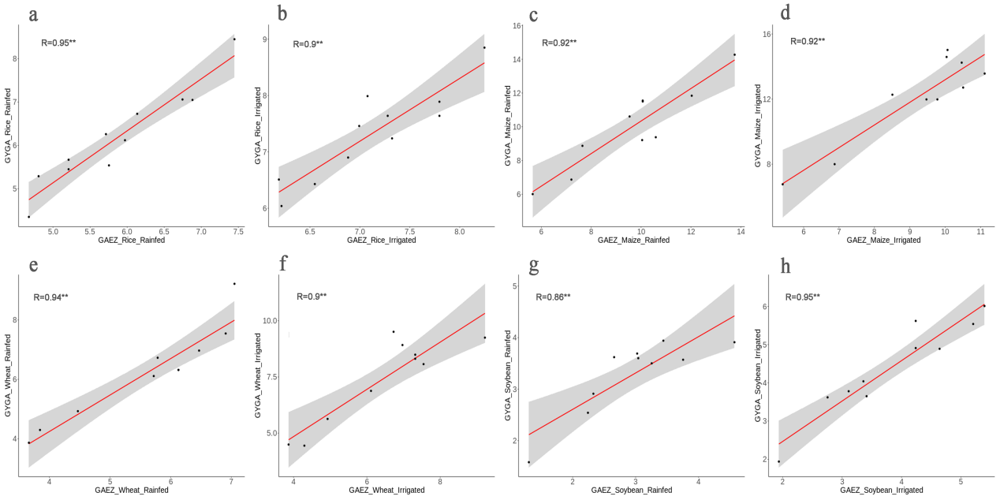 a
R=0.95**
GYGA_Rice_Rainfed
8
7
6
5
5.0 5.5 6.0 6.5 7.0 7.5
GAEZ_Rice_Rainfed
b
R=0.9**
GYGA_Rice_Irrigated
9
8
7
6
6.5 7.0 7.5 8.0
GAEZ_Rice_Irrigated
c
R=0.92**
GYGA_Maize_Rainfed
16
14
12
10
8
6
6 8 10 12 14
GAEZ_Maize_Rainfed
d
R=0.92**
GYGA_Maize_Irrigated
16
12
8
6 7 8 9 10 11
GAEZ_Maize_Irrigated
e
R=0.94**
GYGA_Wheat_Rainfed
8
6
4
4 5 6 7
GAEZ_Wheat_Rainfed
f
R=0.9**
GYGA_Wheat_Irrigated
10.0
7.5
5.0
4 6 8
GAEZ_Wheat_Irrigated
g
R=0.86**
GYGA_Soybean_Rainfed
5
4
3
2
2 3 4
GAEZ_Soybean_Rainfed
h
R=0.95**
GYGA_Soybean_Irrigated
6
5
4
3
2
2 3 4 5
GAEZ_Soybean_Irrigated